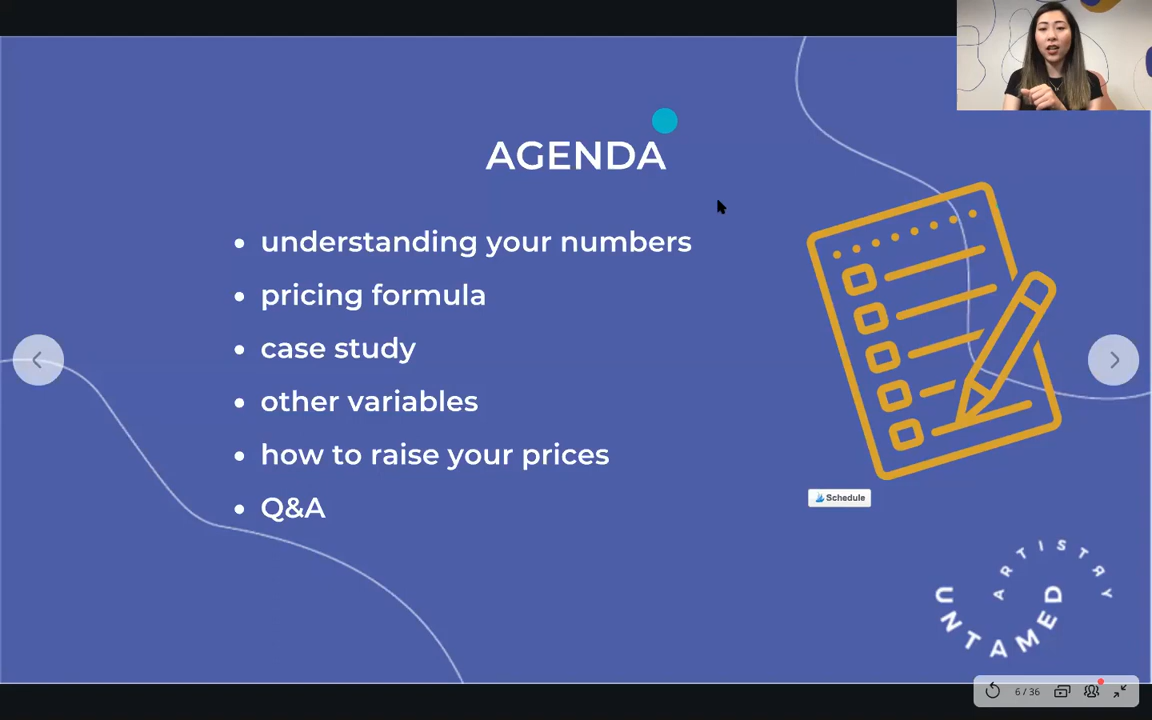 AGENDA
• understanding your numbers
• pricing formula
• case study
• other variables
• how to raise your prices
• Q&A
Schedule
ARTISTRY
UNTAMED
6 / 36